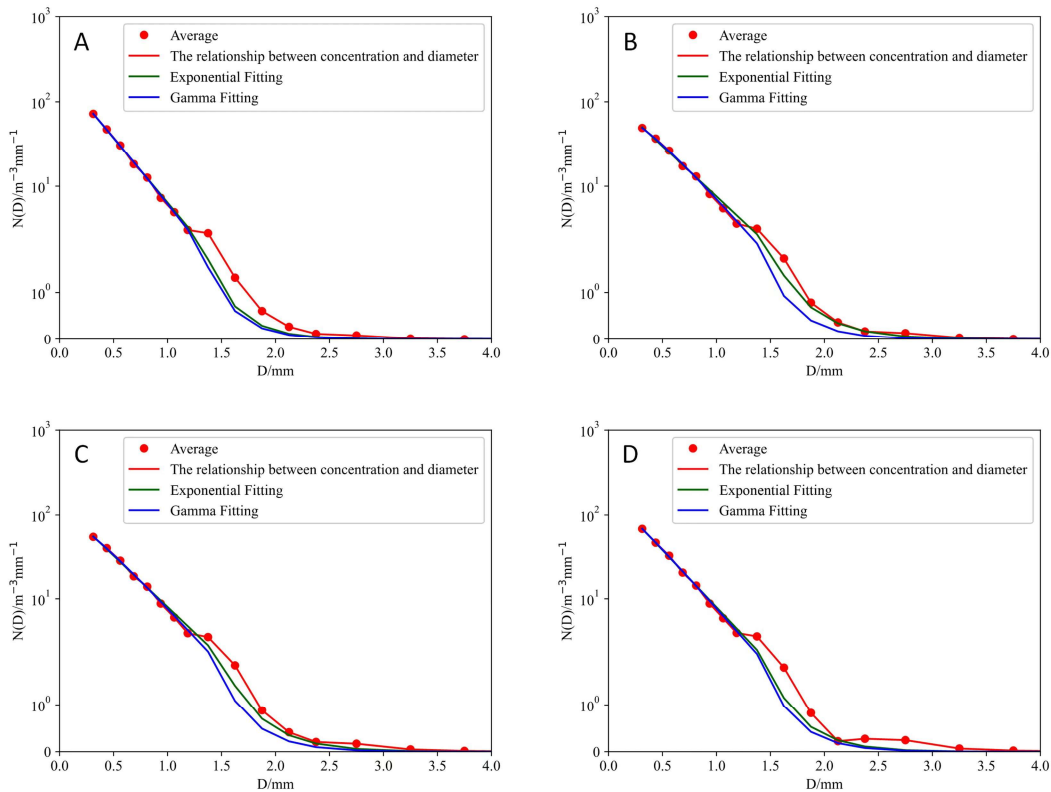 A
Average
The relationship between concentration and diameter
Exponential Fitting
Gamma Fitting
N(D)/m⁻³mm⁻¹
10³
10²
10¹
10⁰
0
0.0 0.5 1.0 1.5 2.0 2.5 3.0 3.5 4.0
D/mm
B
Average
The relationship between concentration and diameter
Exponential Fitting
Gamma Fitting
N(D)/m⁻³mm⁻¹
10³
10²
10¹
10⁰
0
0.0 0.5 1.0 1.5 2.0 2.5 3.0 3.5 4.0
D/mm
C
Average
The relationship between concentration and diameter
Exponential Fitting
Gamma Fitting
N(D)/m⁻³mm⁻¹
10³
10²
10¹
10⁰
0
0.0 0.5 1.0 1.5 2.0 2.5 3.0 3.5 4.0
D/mm
D
Average
The relationship between concentration and diameter
Exponential Fitting
Gamma Fitting
N(D)/m⁻³mm⁻¹
10³
10²
10¹
10⁰
0
0.0 0.5 1.0 1.5 2.0 2.5 3.0 3.5 4.0
D/mm